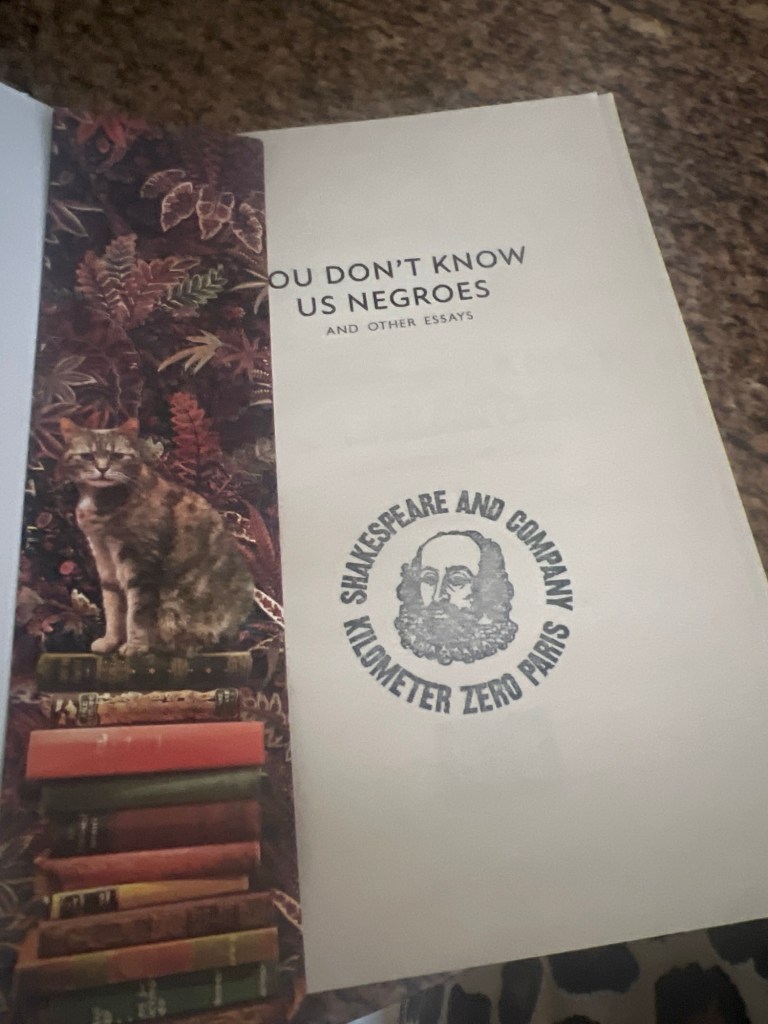 OU DON'T KNOW
US NEGROES
AND OTHER ESSAYS
SHAKESPEARE AND COMPANY
KILOMETER ZERO PARIS